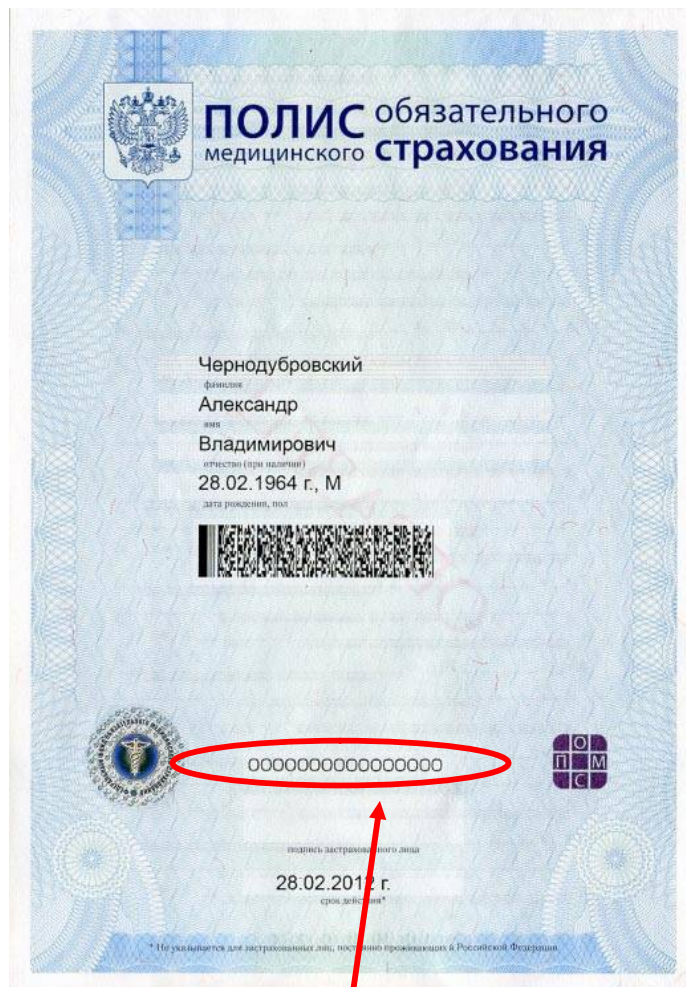 ПОЛИС обязательного
медицинского страхования
Чернодубровский
фамилия
Александр
имя
Владимирович
отчество (при наличии)
28.02.1964 г., М
дата рождения, пол
0000000000000000
О
П М
С
подпись застрахованного лица
28.02.2012 г.
срок действия*
* Не указывается для застрахованных лиц, постоянно проживающих в Российской Федерации